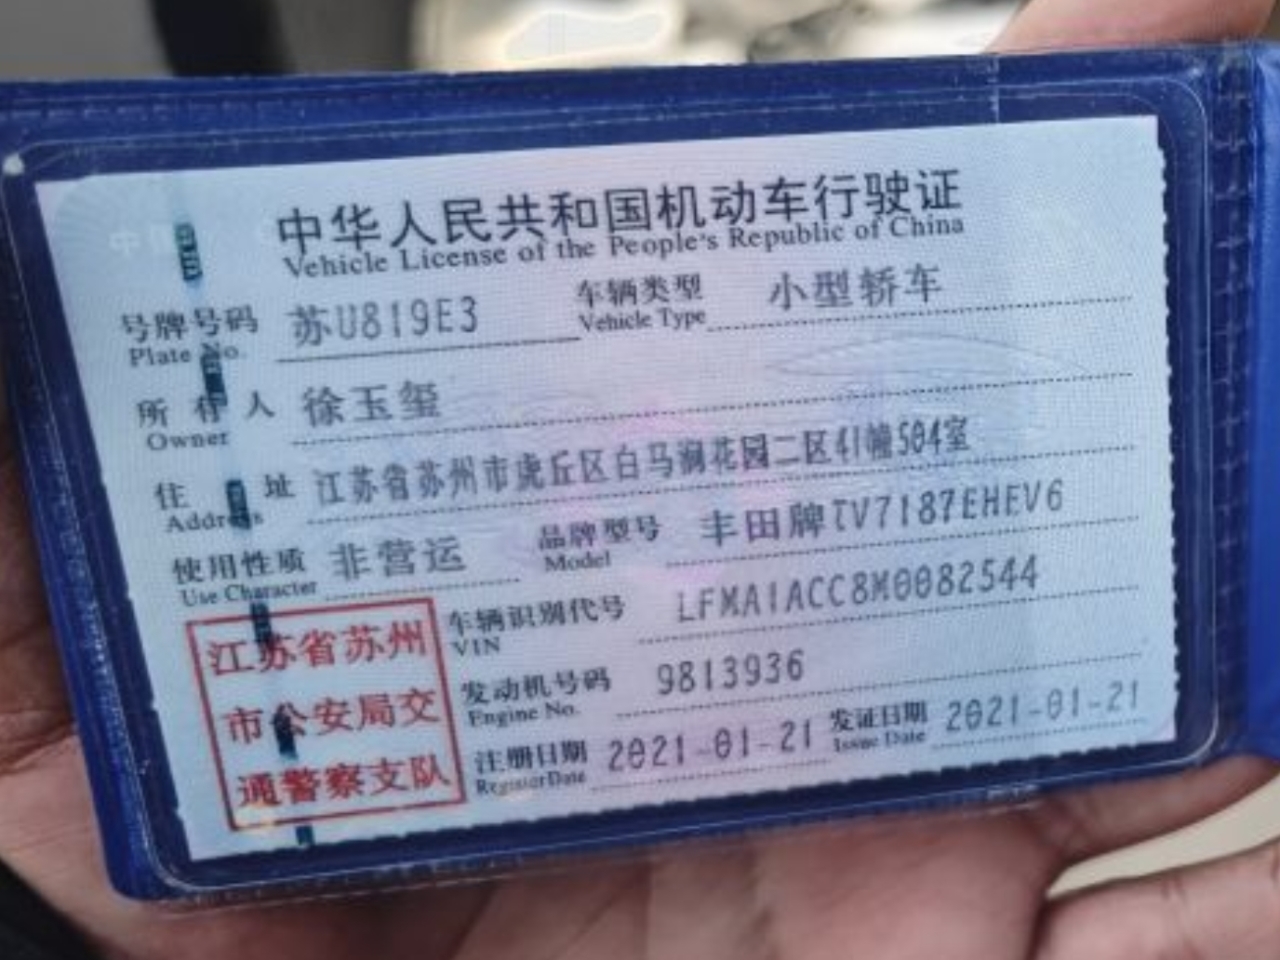 中华人民共和国机动车行驶证
Vehicle License of the People's Republic of China
号牌号码 苏U819E3 车辆类型 小型轿车
Plate No. Vehicle Type
所有人 徐玉玺
Owner
住址 江苏省苏州市虎丘区白马涧花园二区41幢504室
Address
使用性质 非营运 品牌型号 丰田牌TV7187EHEV6
Use Character Model
江苏省苏州
市公安局交
通警察支队
车辆识别代号 LFMA1ACC8M0082544
VIN
发动机号码 9813936
Engine No.
注册日期 2021-01-21 发证日期 2021-01-21
Register Date Issue Date